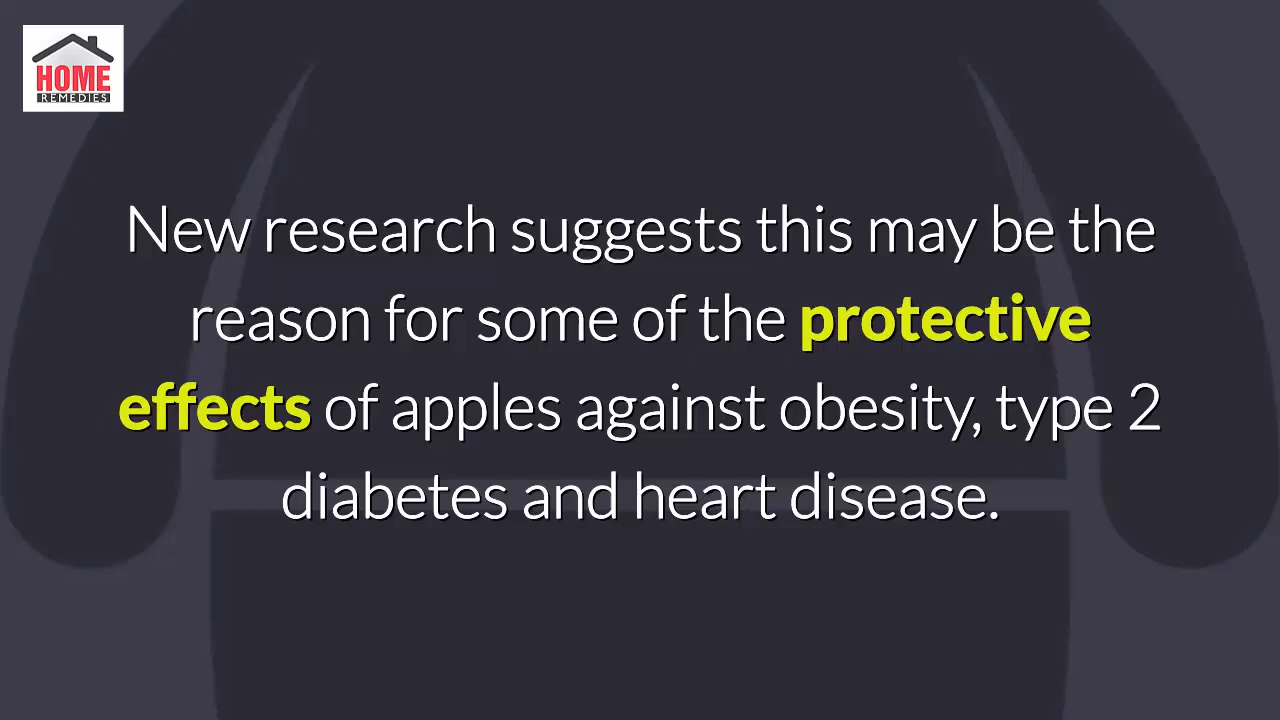 HOME
REMEDIES
New research suggests this may be the
reason for some of the protective
effects of apples against obesity, type 2
diabetes and heart disease.